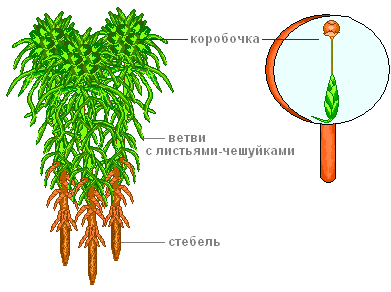 коробочка
ветви
с листьями-чешуйками
стебель